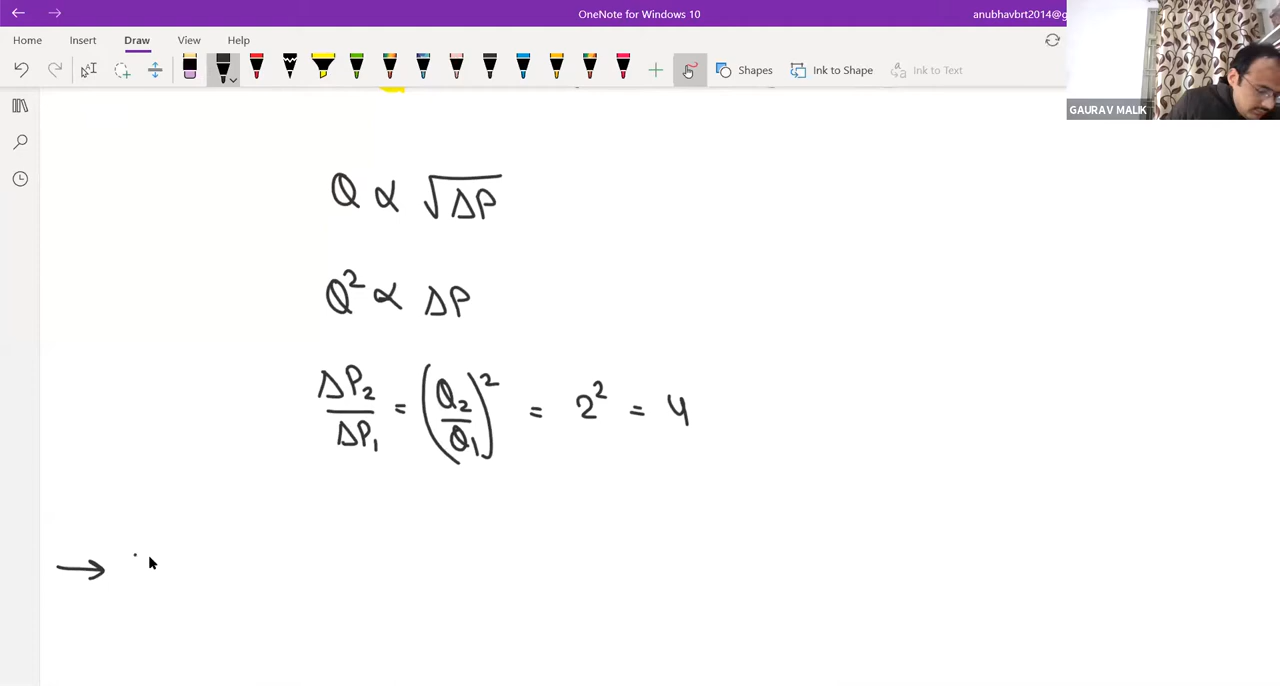 OneNote for Windows 10
anubhavbrt2014@g
Home Insert Draw View Help
Shapes Ink to Shape Ink to Text
GAURAV MALIK
Q ∝ √ΔP
Q² ∝ ΔP
ΔP₂/ΔP₁ = (Q₂/Q₁)² = 2² = 4
→